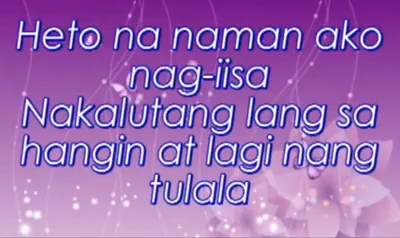 Heto na naman ako
nag-iisa
Nakalutang lang sa
hangin at lagi nang
tulala